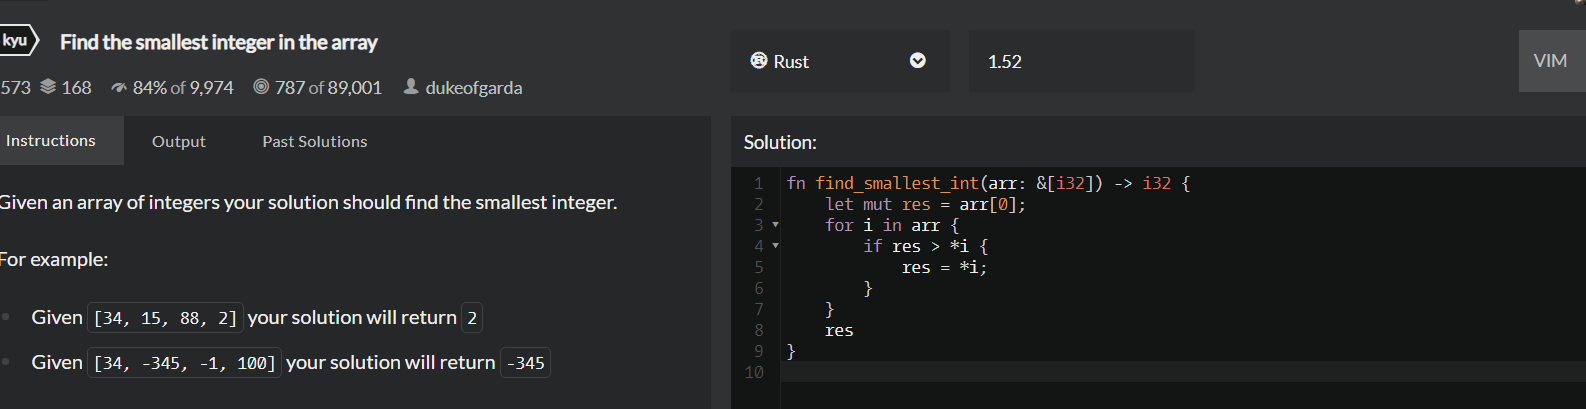 kyu
Find the smallest integer in the array
573 168 84% of 9,974 787 of 89,001 dukeofgarda
Instructions Output Past Solutions
Given an array of integers your solution should find the smallest integer.
For example:
Given [34, 15, 88, 2] your solution will return 2
Given [34, -345, -1, 100] your solution will return -345
Rust 1.52 VIM
Solution:
1 fn find_smallest_int(arr: &[i32]) -> i32 {
2 let mut res = arr[0];
3 for i in arr {
4 if res > *i {
5 res = *i;
6 }
7 }
8 res
9 }
10